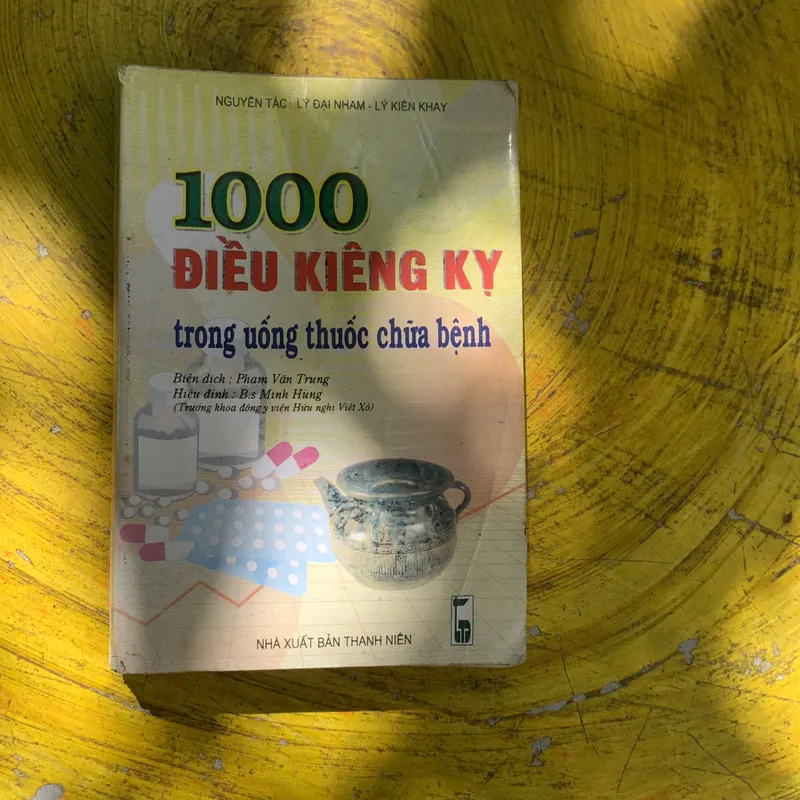 NGUYÊN TÁC: LÝ ĐẠI NHAM - LÝ KIÊN KHAY
1000
ĐIỀU KIÊNG KỴ
trong uống thuốc chữa bệnh
Biên dịch : Phạm Văn Trung
Hiệu đính : B.s Minh Hùng
(Trưởng khoa đông y viện Hữu nghị Việt Xô)
NHÀ XUẤT BẢN THANH NIÊN